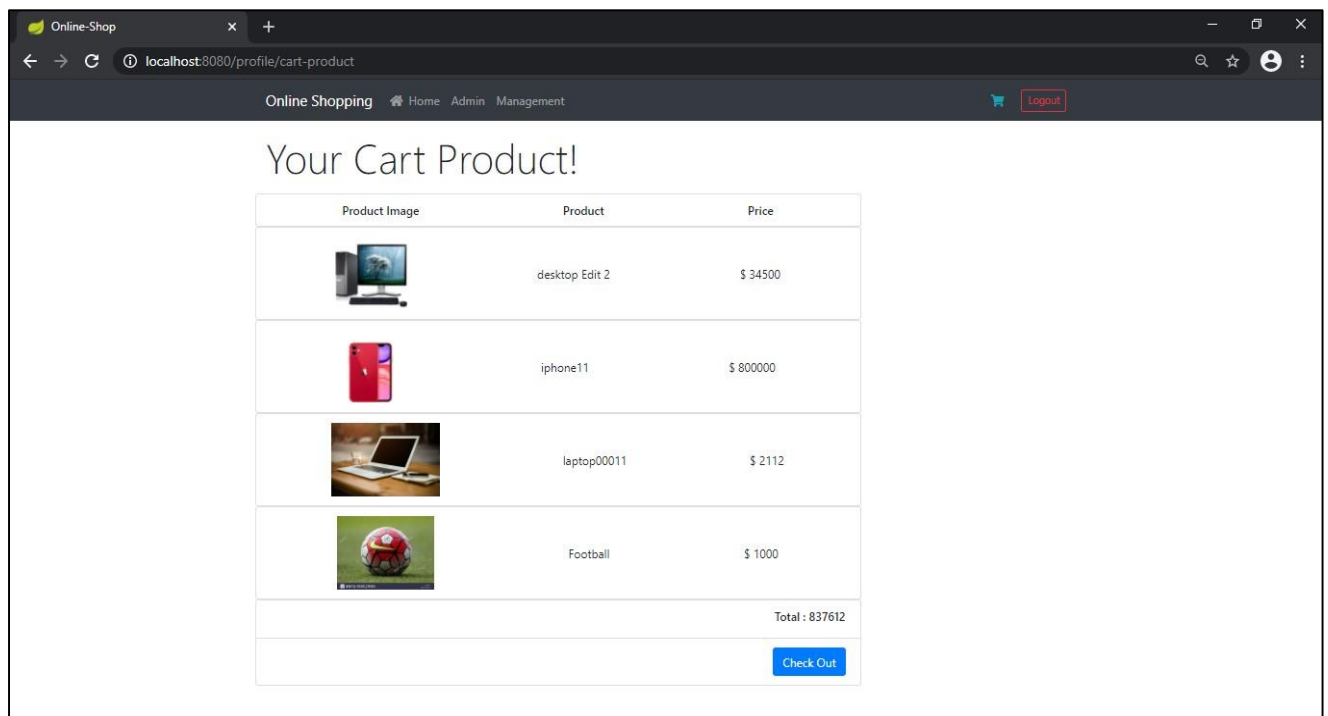 Online-Shop
localhost:8080/profile/cart-product
Online Shopping Home Admin Management Logout
Your Cart Product!
Product Image Product Price
desktop Edit 2 $ 34500
iphone11 $ 800000
laptop00011 $ 2112
Football $ 1000
Total : 837612
Check Out